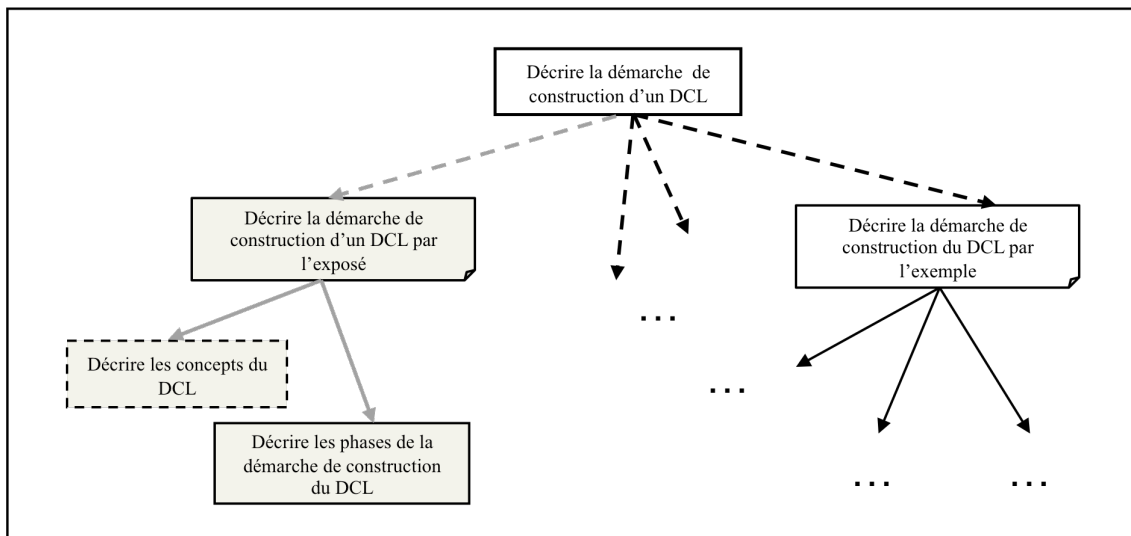 Décrire la démarche de
construction d’un DCL
Décrire la démarche de
construction d’un DCL par
l’exposé
Décrire la démarche de
construction du DCL par
l’exemple
...
Décrire les concepts du
DCL
...
Décrire les phases de la
démarche de construction
du DCL
...
...